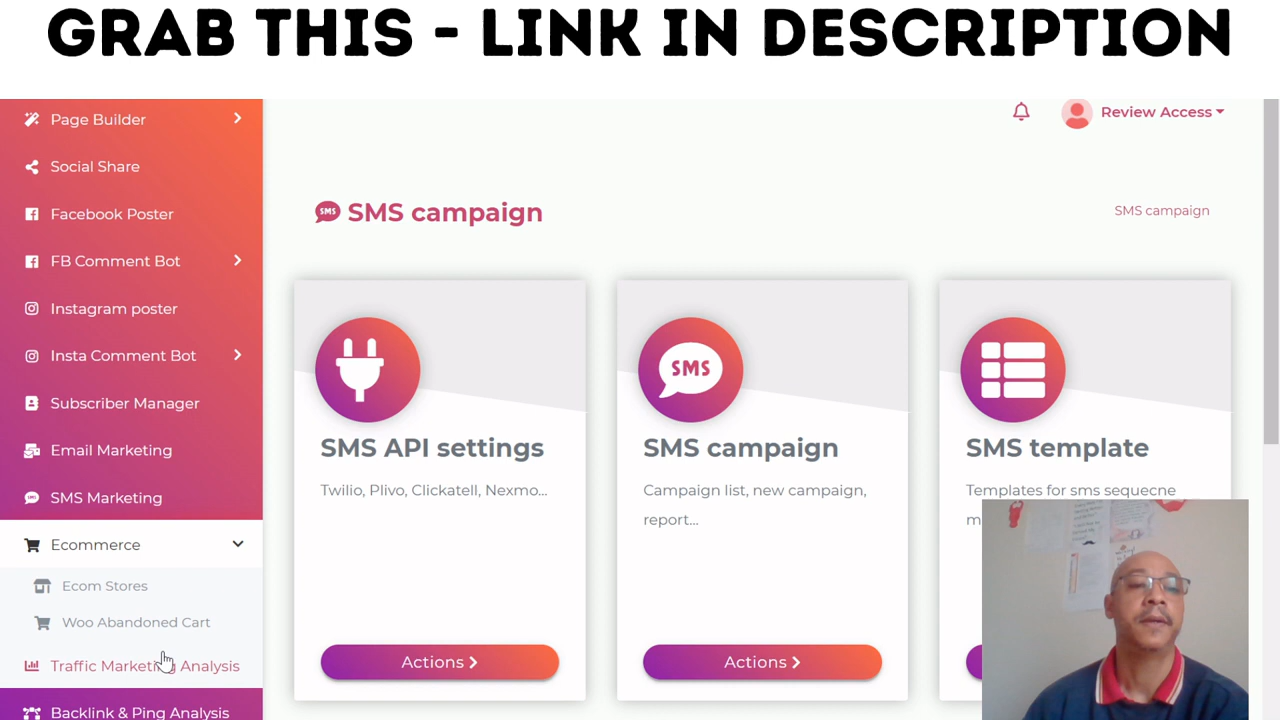 GRAB THIS - LINK IN DESCRIPTION
Page Builder
Social Share
Facebook Poster
FB Comment Bot
Instagram poster
Insta Comment Bot
Subscriber Manager
Email Marketing
SMS Marketing
Ecommerce
Ecom Stores
Woo Abandoned Cart
Traffic Marketing Analysis
Backlink & Ping Analysis
Review Access
SMS campaign
SMS campaign
SMS API settings
Twilio, Plivo, Clickatell, Nexmo...
Actions
SMS
SMS campaign
Campaign list, new campaign,
report...
Actions
SMS template
Templates for sms sequecne
m